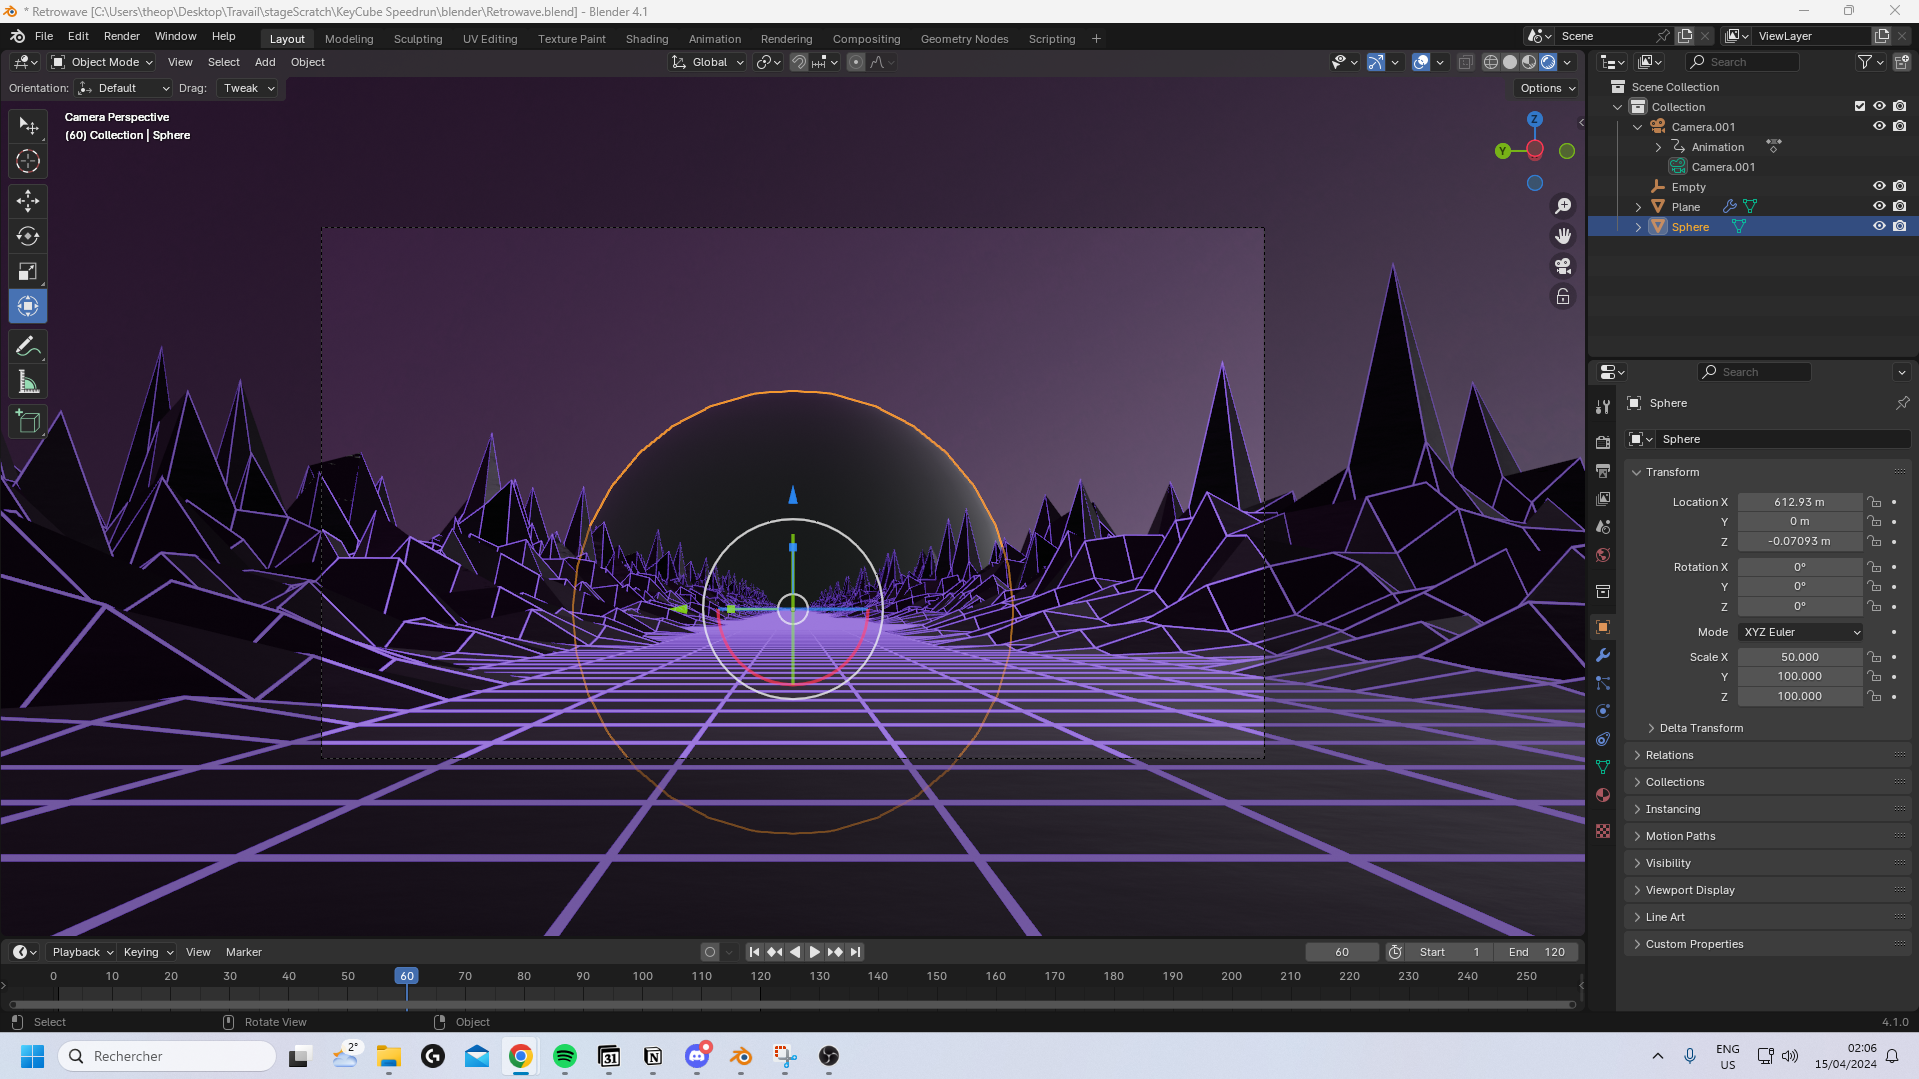 * Retrowave [C:\Users\theop\Desktop\Travail\stageScratch\KeyCube Speedrun\blender\Retrowave.blend] - Blender 4.1
File Edit Render Window Help Layout Modeling Sculpting UV Editing Texture Paint Shading Animation Rendering Compositing Geometry Nodes Scripting + Scene ViewLayer
Object Mode View Select Add Object Global Search
Orientation: Default Drag: Tweak Options
Camera Perspective
(60) Collection | Sphere
Z
Y
Scene Collection
Collection
Camera.001
Animation
Camera.001
Empty
Plane
Sphere
Search
Sphere
Sphere
Transform
Location X 612.93 m
Y 0 m
Z -0.07093 m
Rotation X 0°
Y 0°
Z 0°
Mode XYZ Euler
Scale X 50.000
Y 100.000
Z 100.000
Delta Transform
Relations
Collections
Instancing
Motion Paths
Visibility
Viewport Display
Line Art
Custom Properties
Playback Keying View Marker 60 Start 1 End 120
0 10 20 30 40 50 60 70 80 90 100 110 120 130 140 150 160 170 180 190 200 210 220 230 240 250
Select Rotate View Object 4.1.0
Rechercher 2° 31 ENG US 02:06
15/04/2024